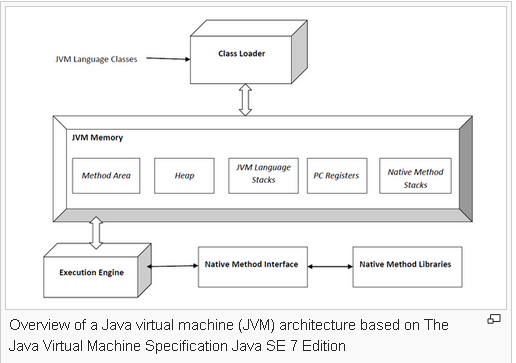 Class Loader
JVM Language Classes
JVM Memory
Method Area
Heap
JVM Language
Stacks
PC Registers
Native Method
Stacks
Execution Engine
Native Method Interface
Native Method Libraries
Overview of a Java virtual machine (JVM) architecture based on The
Java Virtual Machine Specification Java SE 7 Edition